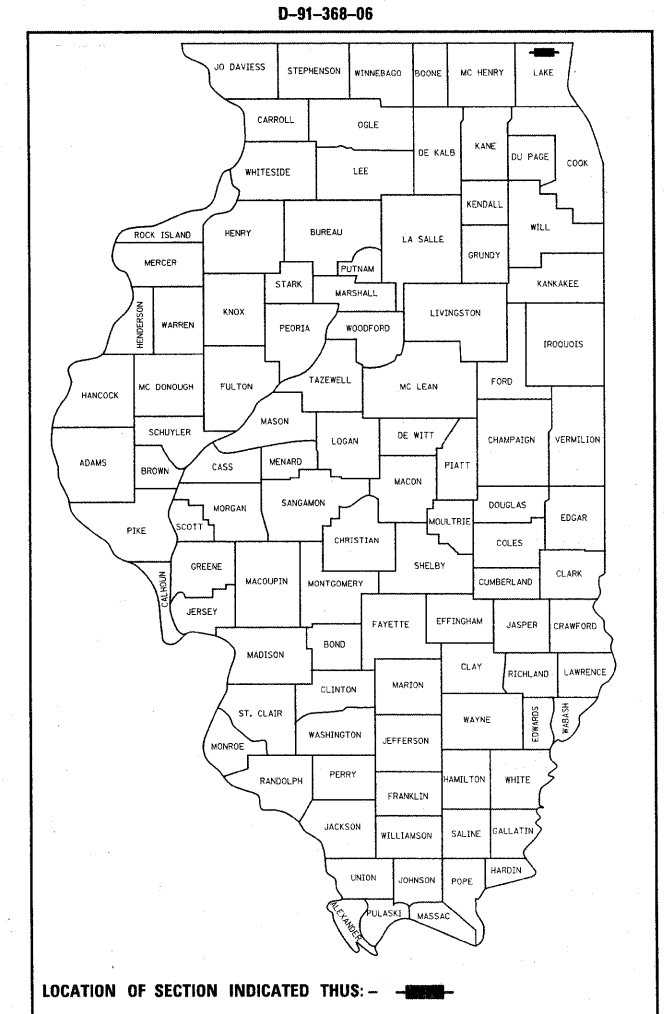 D-91-368-06
JO DAVIESS
STEPHENSON
WINNEBAGO
BOONE
MC HENRY
LAKE
CARROLL
OGLE
DE KALB
KANE
DU PAGE
COOK
WHITESIDE
LEE
KENDALL
WILL
ROCK ISLAND
HENRY
BUREAU
LA SALLE
GRUNDY
MERCER
PUTNAM
STARK
MARSHALL
KANKAKEE
HENDERSON
WARREN
KNOX
PEORIA
WOODFORD
LIVINGSTON
IROQUOIS
HANCOCK
MC DONOUGH
FULTON
TAZEWELL
MC LEAN
FORD
MASON
SCHUYLER
LOGAN
DE WITT
CHAMPAIGN
VERMILION
ADAMS
BROWN
CASS
MENARD
MACON
PIATT
PIKE
SCOTT
MORGAN
SANGAMON
MOULTRIE
DOUGLAS
EDGAR
CHRISTIAN
COLES
GREENE
MACOUPIN
MONTGOMERY
SHELBY
CUMBERLAND
CLARK
CALHOUN
JERSEY
FAYETTE
EFFINGHAM
JASPER
CRAWFORD
MADISON
BOND
CLAY
RICHLAND
LAWRENCE
CLINTON
MARION
ST. CLAIR
WAYNE
EDWARDS
WABASH
MONROE
WASHINGTON
JEFFERSON
RANDOLPH
PERRY
HAMILTON
WHITE
FRANKLIN
JACKSON
WILLIAMSON
SALINE
GALLATIN
UNION
JOHNSON
POPE
HARDIN
ALEXANDER
PULASKI
MASSAC
LOCATION OF SECTION INDICATED THUS: -